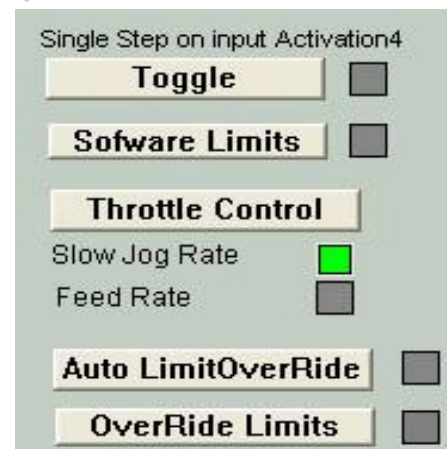 Single Step on input Activation4
Toggle
Sofware Limits
Throttle Control
Slow Jog Rate
Feed Rate
Auto LimitOverRide
OverRide Limits